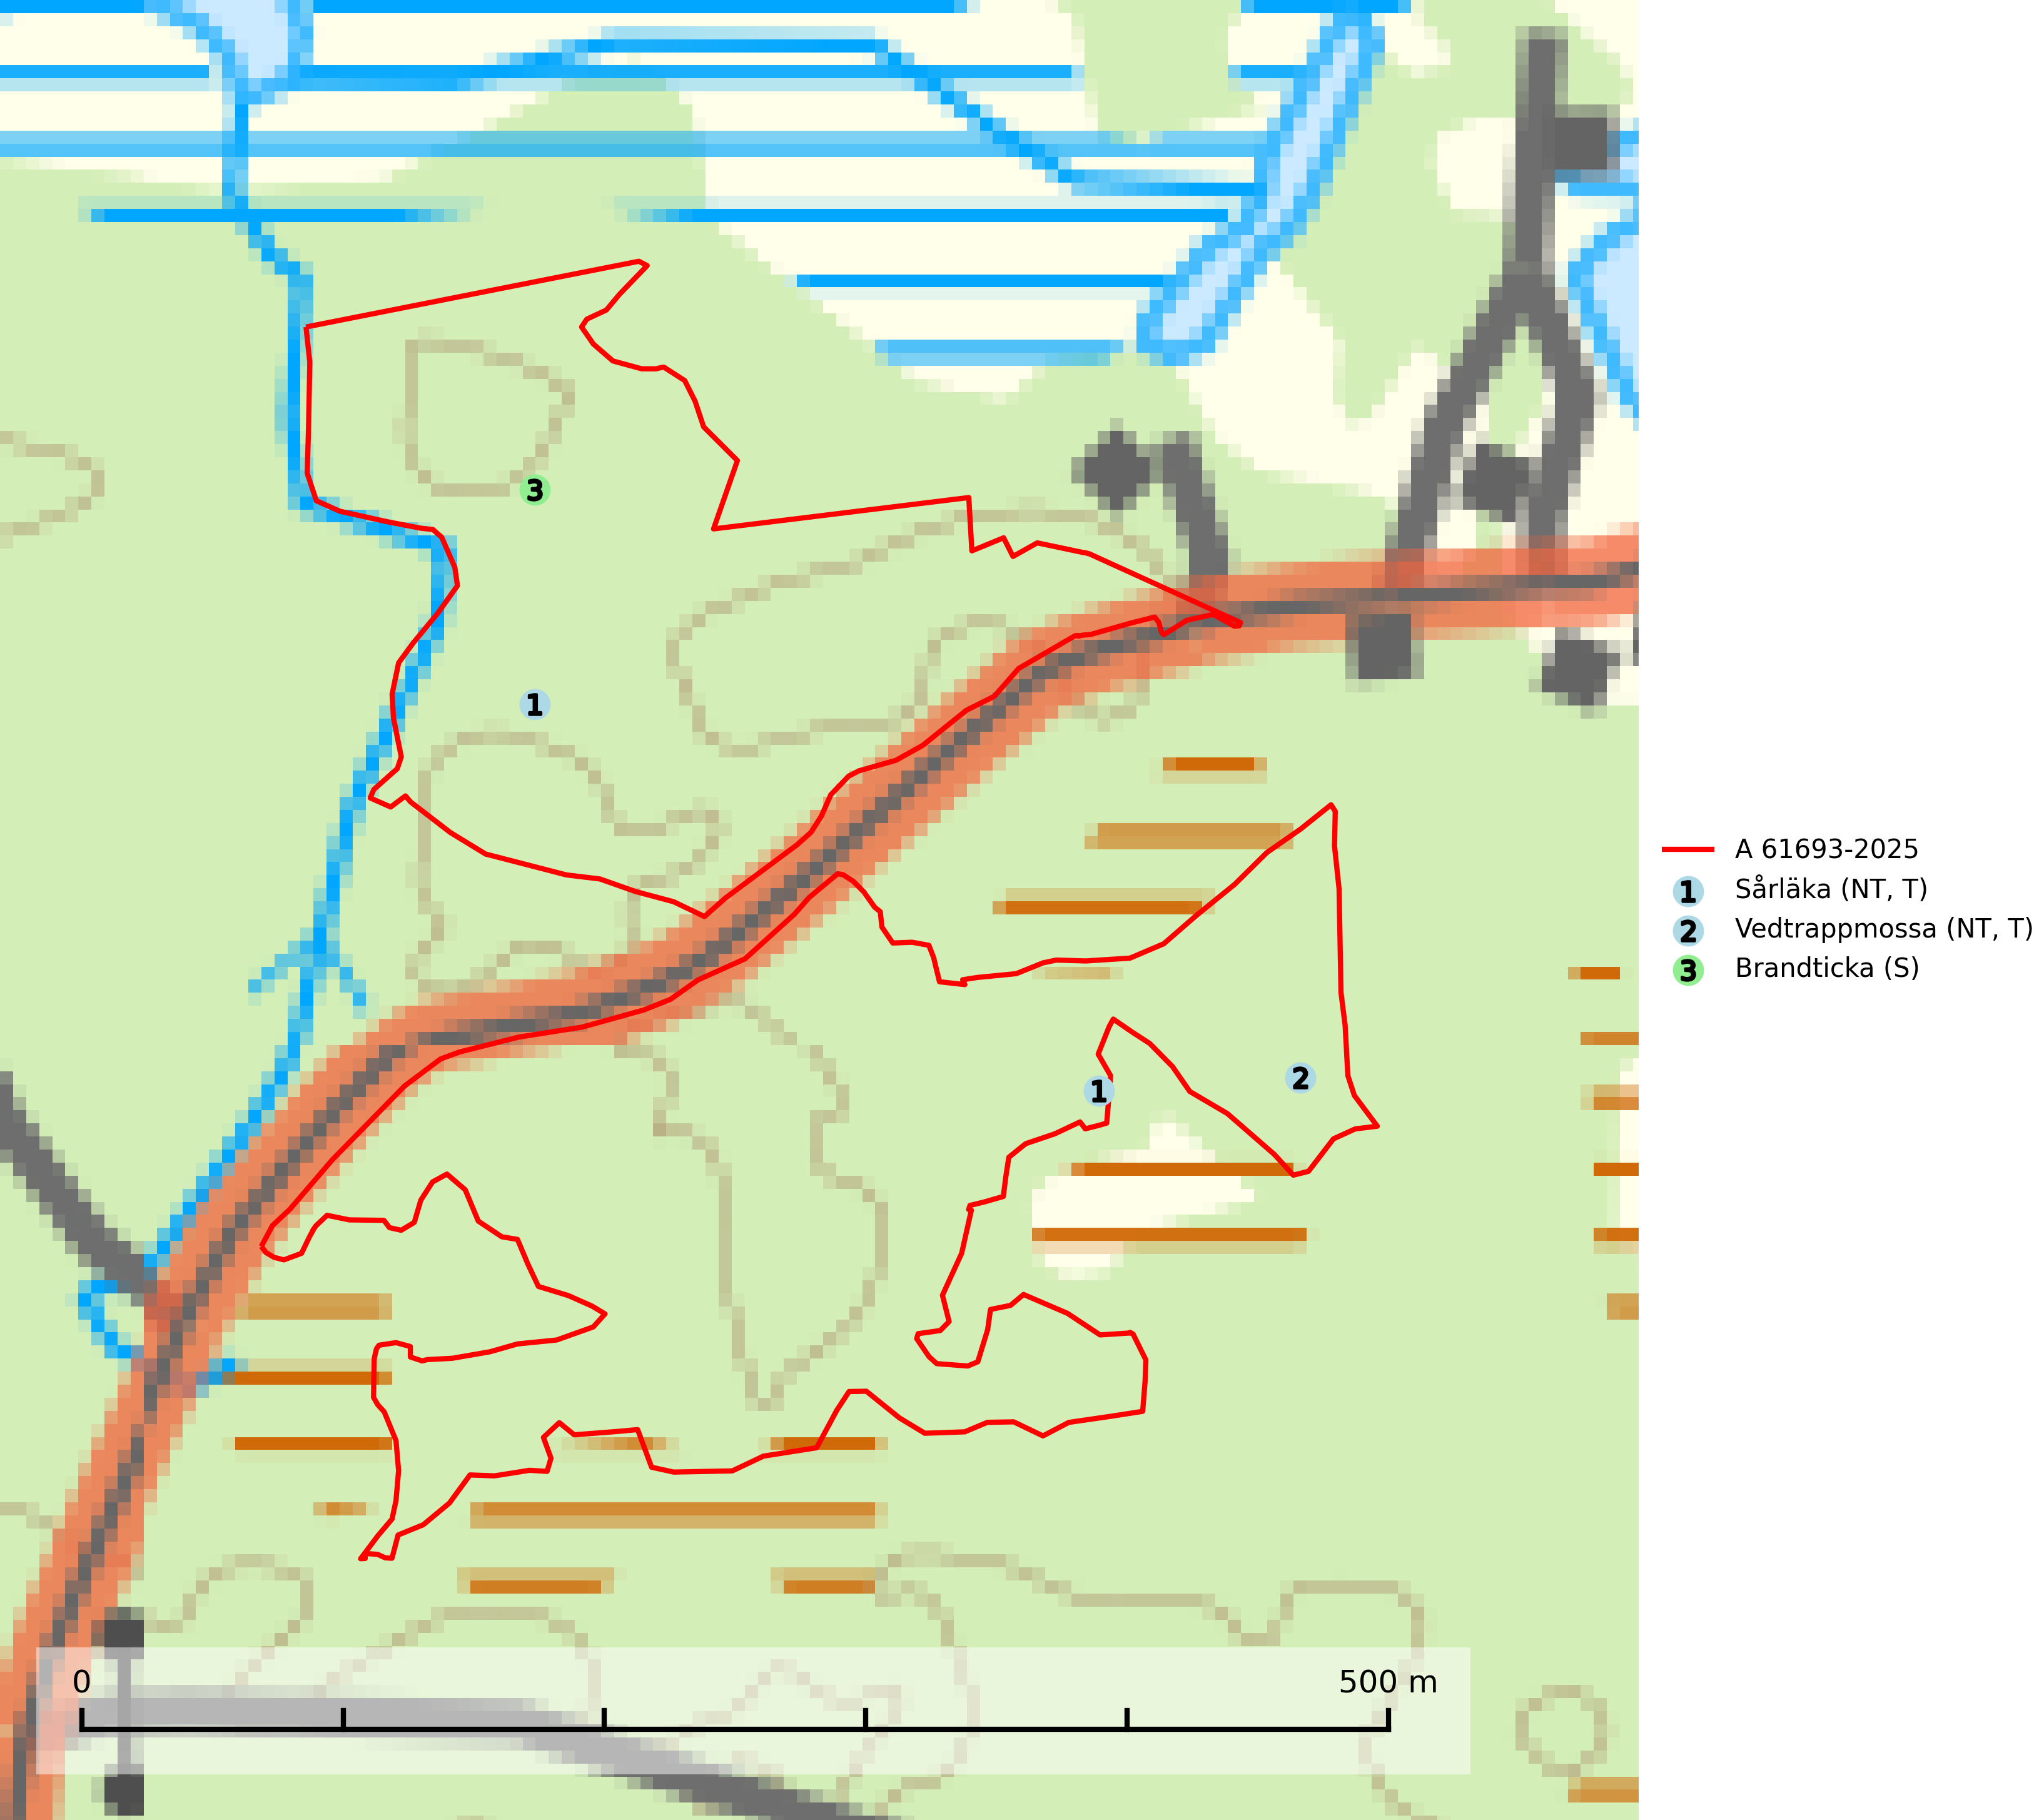 3
1
A 61693-2025
1 Sårläka (NT, T)
2 Vedtrappmossa (NT, T)
3 Brandticka (S)
2
1
0 500 m